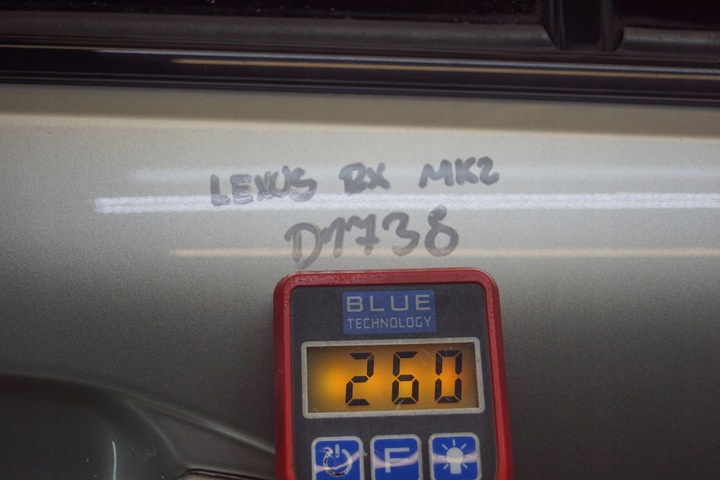 LEXUS RX MK2
D1738
BLUE
TECHNOLOGY
260
F